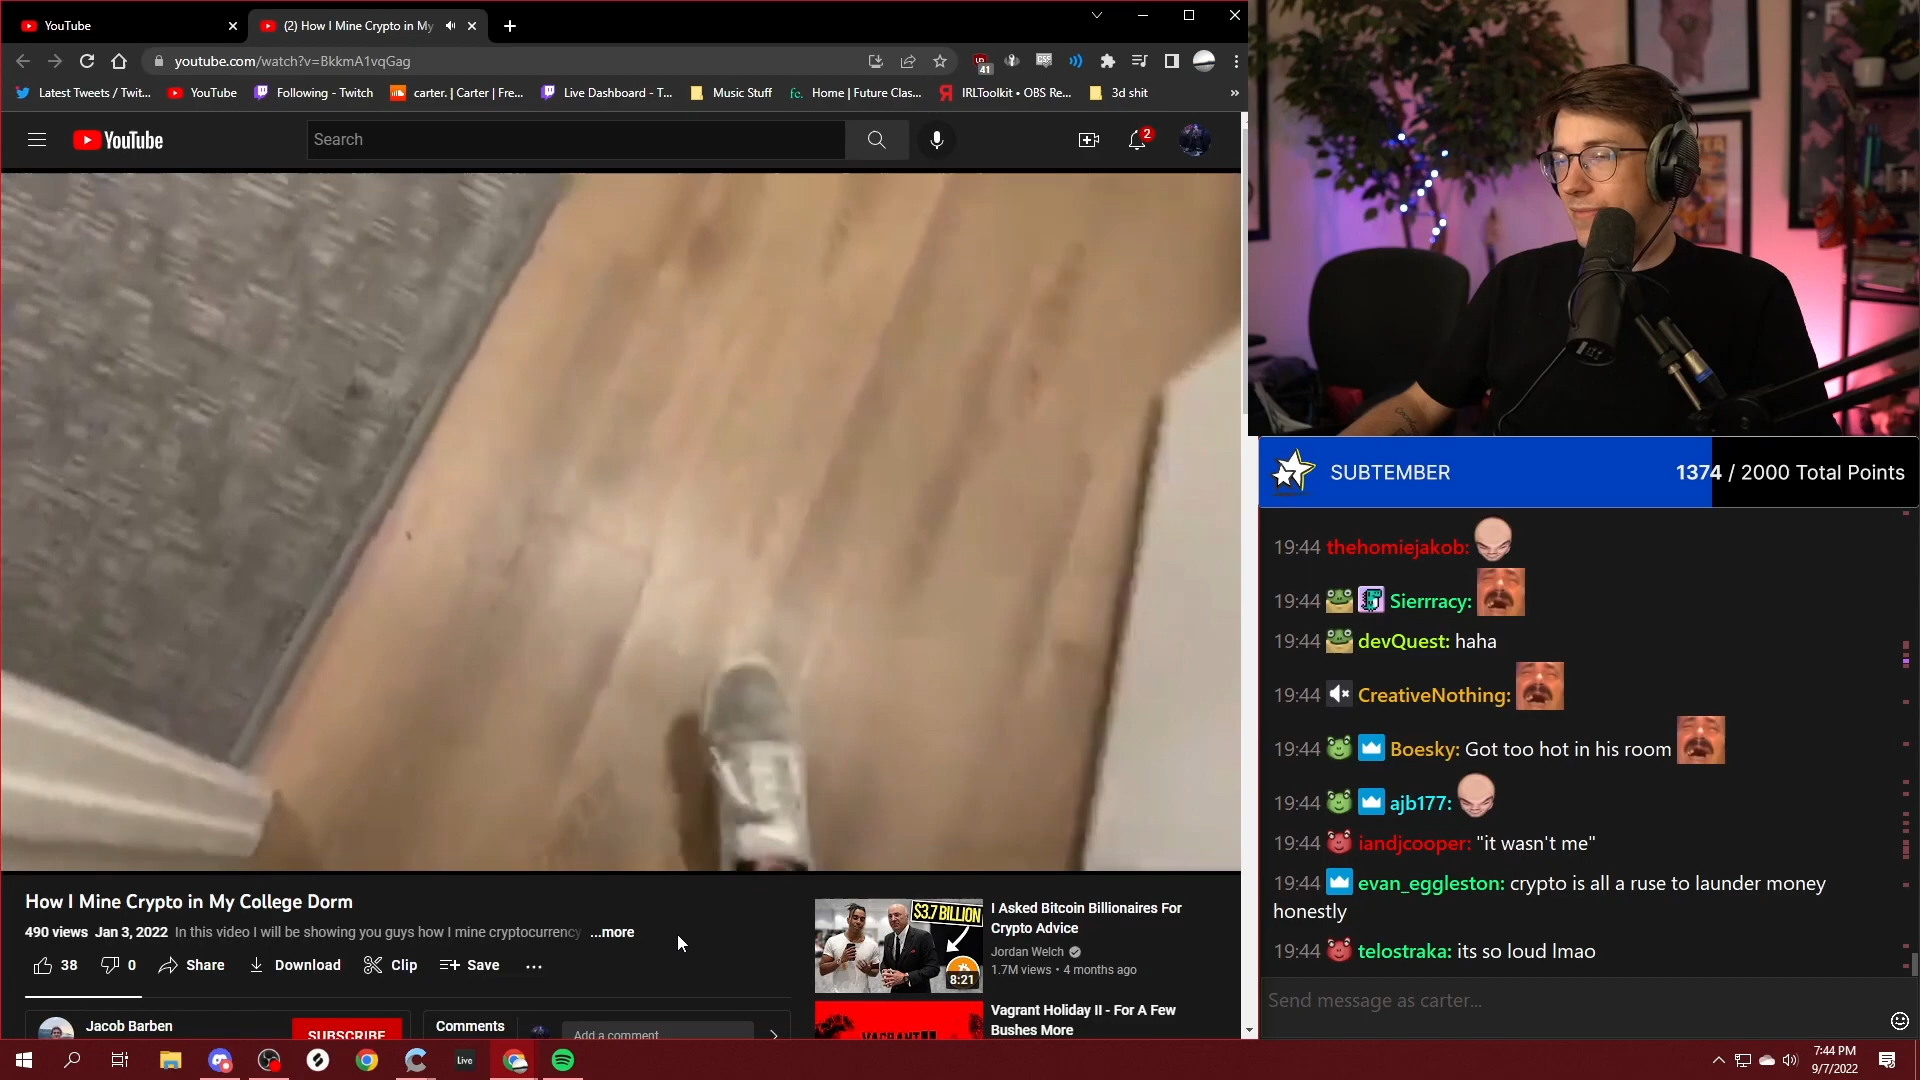 YouTube
(2) How I Mine Crypto in My
youtube.com/watch?v=BkkmA1vqGag
41
Latest Tweets / Twit...
YouTube
Following - Twitch
carter. | Carter | Fre...
Live Dashboard - T...
Music Stuff
fc. Home | Future Clas...
IRLToolkit • OBS Re...
3d shit
»
YouTube
Search
2
SUBTEMBER
1374 / 2000 Total Points
19:44 thehomiejakob:
19:44 Sierrracy:
19:44 devQuest: haha
19:44 CreativeNothing:
19:44 Boesky: Got too hot in his room
19:44 ajb177:
19:44 iandjcooper: "it wasn't me"
19:44 evan_eggleston: crypto is all a ruse to launder money
honestly
19:44 telostraka: its so loud lmao
Send message as carter...
How I Mine Crypto in My College Dorm
490 views Jan 3, 2022 In this video I will be showing you guys how I mine cryptocurrency ...more
38
0
Share
Download
Clip
Save
...
Jacob Barben
SUBSCRIBE
Comments
Add a comment
$3.7 BILLION
8:21
I Asked Bitcoin Billionaires For
Crypto Advice
Jordan Welch
1.7M views • 4 months ago
VAGRANT
Vagrant Holiday II - For A Few
Bushes More
Live
7:44 PM
9/7/2022